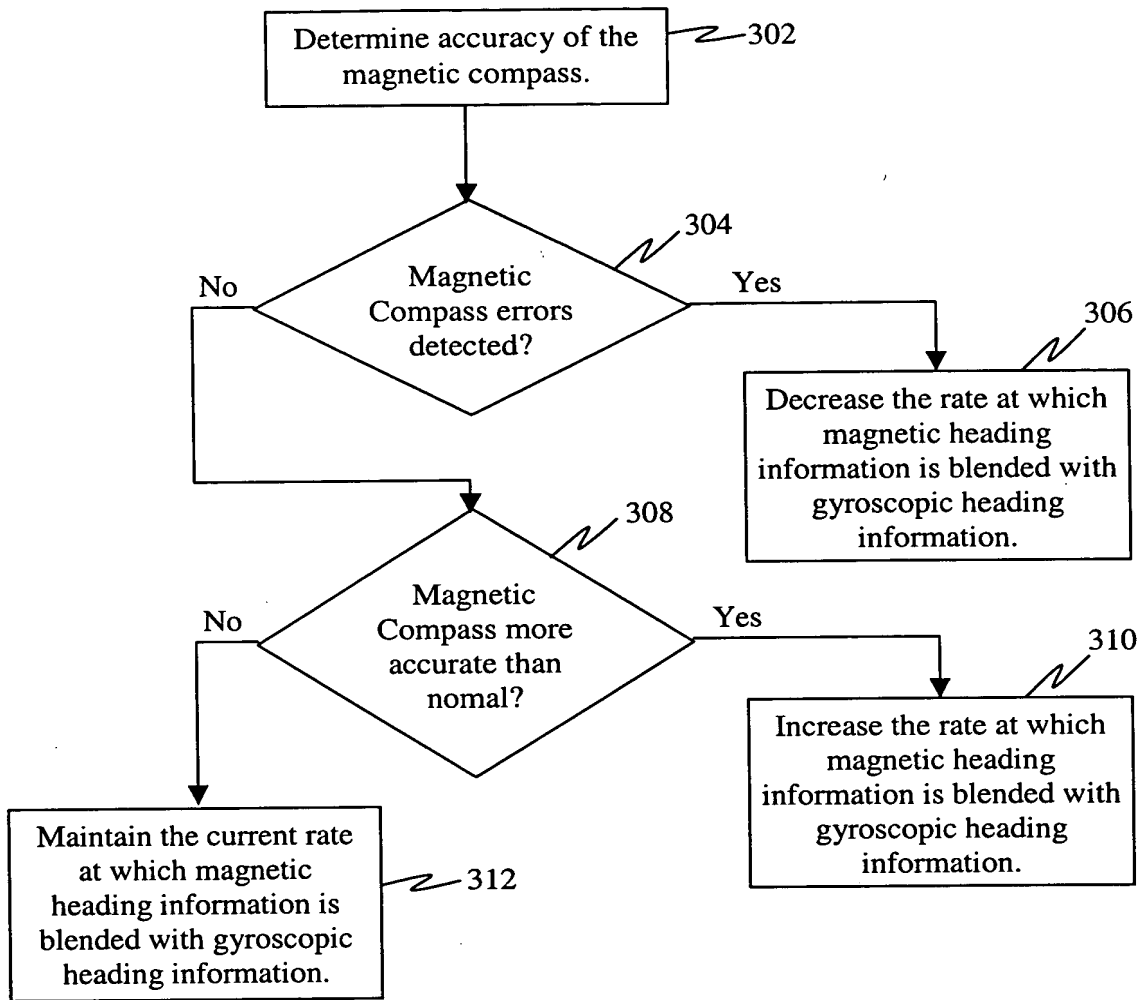 Determine accuracy of the
magnetic compass.
302
304
Magnetic
Compass errors
detected?
No
Yes
306
Decrease the rate at which
magnetic heading
information is blended with
gyroscopic heading
information.
308
Magnetic
Compass more
accurate than
nomal?
No
Yes
310
Increase the rate at which
magnetic heading
information is blended with
gyroscopic heading
information.
Maintain the current rate
at which magnetic
heading information is
blended with gyroscopic
heading information.
312